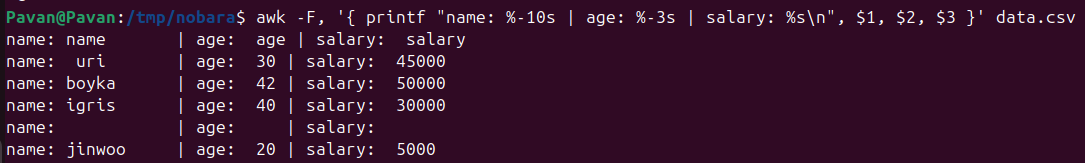 Pavan@Pavan:/tmp/nobara$ awk -F, '{ printf "name: %-10s | age: %-3s | salary: %s\n", $1, $2, $3 }' data.csv
name: name       | age:  age | salary:  salary
name:  uri       | age:  30 | salary:  45000
name: boyka      | age:  42 | salary:  50000
name: igris      | age:  40 | salary:  30000
name:            | age:     | salary:
name: jinwoo     | age:  20 | salary:  5000